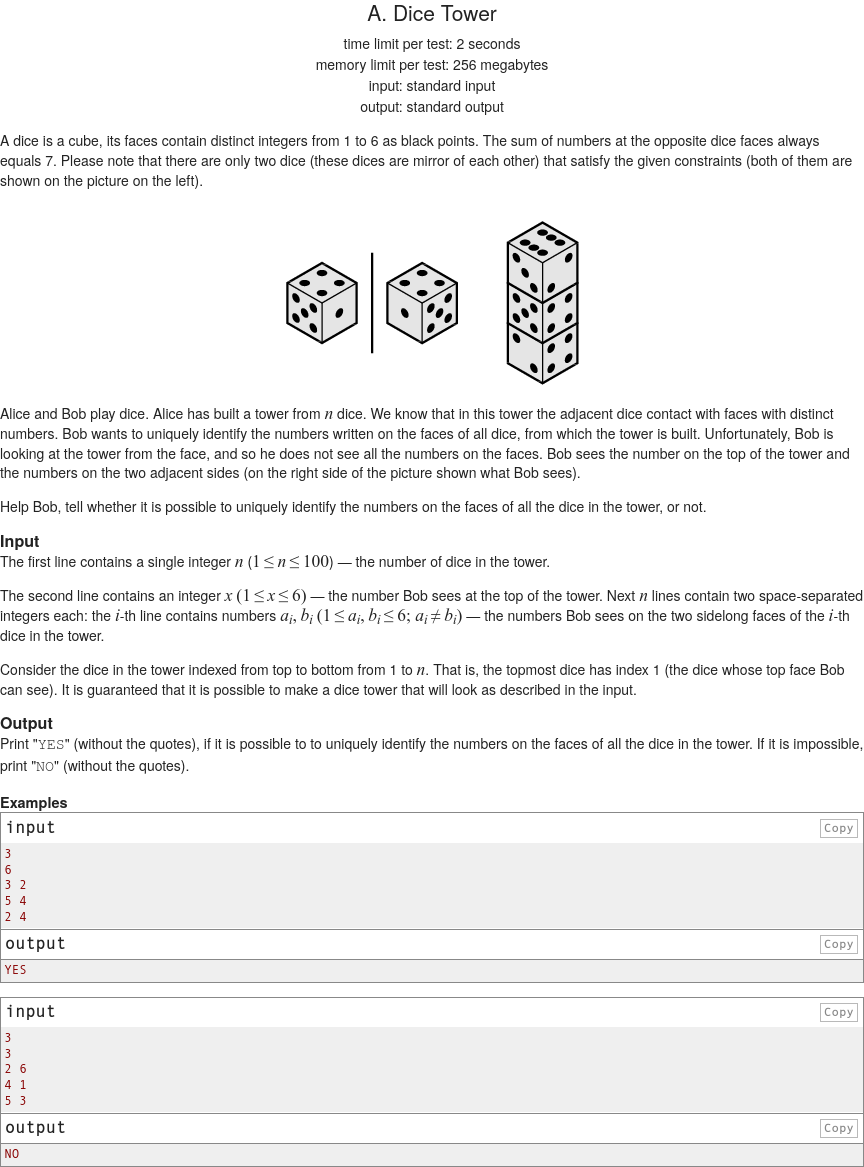 A. Dice Tower
time limit per test: 2 seconds
memory limit per test: 256 megabytes
input: standard input
output: standard output
A dice is a cube, its faces contain distinct integers from 1 to 6 as black points. The sum of numbers at the opposite dice faces always
equals 7. Please note that there are only two dice (these dices are mirror of each other) that satisfy the given constraints (both of them are
shown on the picture on the left).
Alice and Bob play dice. Alice has built a tower from n dice. We know that in this tower the adjacent dice contact with faces with distinct
numbers. Bob wants to uniquely identify the numbers written on the faces of all dice, from which the tower is built. Unfortunately, Bob is
looking at the tower from the face, and so he does not see all the numbers on the faces. Bob sees the number on the top of the tower and
the numbers on the two adjacent sides (on the right side of the picture shown what Bob sees).
Help Bob, tell whether it is possible to uniquely identify the numbers on the faces of all the dice in the tower, or not.
Input
The first line contains a single integer n (1 ≤ n ≤ 100) — the number of dice in the tower.
The second line contains an integer x (1 ≤ x ≤ 6) — the number Bob sees at the top of the tower. Next n lines contain two space-separated
integers each: the i-th line contains numbers a_i, b_i (1 ≤ a_i, b_i ≤ 6; a_i ≠ b_i) — the numbers Bob sees on the two sidelong faces of the i-th
dice in the tower.
Consider the dice in the tower indexed from top to bottom from 1 to n. That is, the topmost dice has index 1 (the dice whose top face Bob
can see). It is guaranteed that it is possible to make a dice tower that will look as described in the input.
Output
Print "YES" (without the quotes), if it is possible to to uniquely identify the numbers on the faces of all the dice in the tower. If it is impossible,
print "NO" (without the quotes).
Examples
input Copy
3
6
3 2
5 4
2 4
output Copy
YES
input Copy
3
3
2 6
4 1
5 3
output Copy
NO